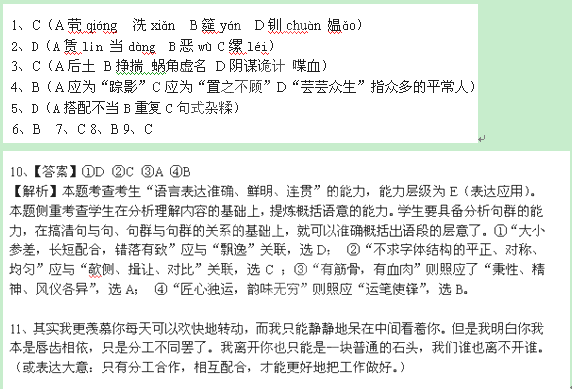 1、C（A 茕 qióng  洗 xiǎn  B 筵 yán  D 钏 chuàn 媪ǎo）
2、D（A 赁 lìn 当 dàng  B 恶 wù C 缧 léi）
3、C（A 后土 B 挣揣 蜗角虚名 D 阴谋诡计 喋血）
4、B（A 应为“踪影”C 应为“置之不顾”D“芸芸众生”指众多的平常人）
5、D（A 搭配不当 B 重复 C 句式杂糅）
6、B  7、C 8、B 9、C
10、【答案】①D ②C ③A ④B
【解析】本题考查考生“语言表达准确、鲜明、连贯”的能力，能力层级为 E（表达应用）。
本题侧重考查学生在分析理解内容的基础上，提炼概括语意的能力。学生要具备分析句群的能
力，在搞清句与句、句群与句群的关系的基础上，就可以准确概括出语段的层意了。①“大小
参差，长短配合，错落有致”应与“飘逸”关联，选 D； ②“不求字体结构的平正、对称、
均匀”应与“欹侧、揖让、对比”关联，选 C ；③“有筋骨，有血肉”则照应了“秉性、精
神、风仪各异”，选 A； ④“匠心独运，韵味无穷”则照应“运笔使锋”，选 B。
11、其实我更羡慕你每天可以欢快地转动，而我只能静静地呆在中间看着你。但是我明白你我
本是唇齿相依，只是分工不同罢了。我离开你也只能是一块普通的石头，我们谁也离不开谁。
（或表达大意：只有分工合作，相互配合，才能更好地把工作做好。）